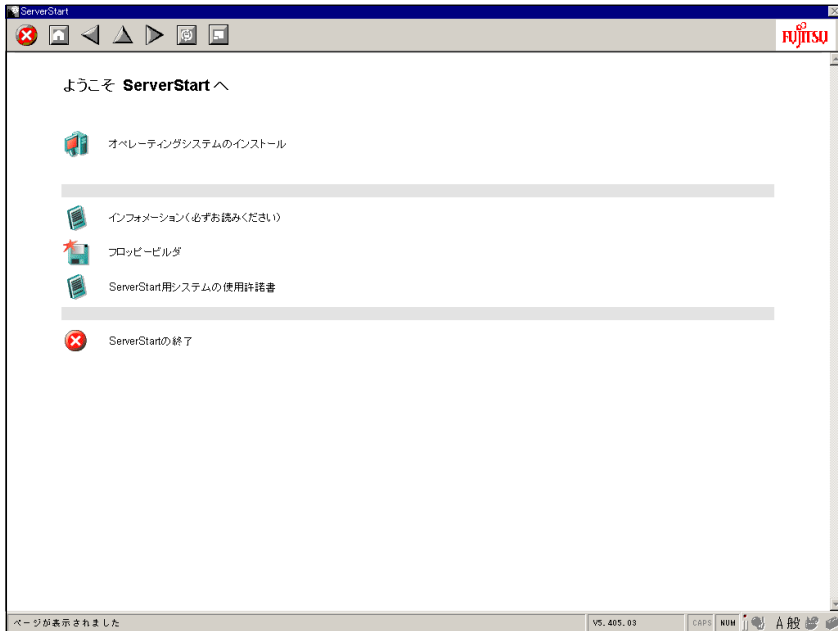 ServerStart
FUJITSU
ようこそ ServerStart へ
オペレーティングシステムのインストール
インフォメーション(必ずお読みください)
フロッピービルダ
ServerStart用システムの使用許諾書
ServerStartの終了
ページが表示されました
V5.405.03
CAPS
NUM
A 般